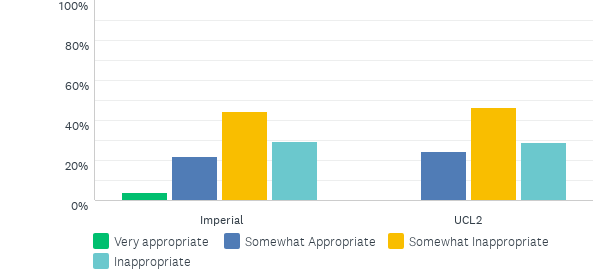 100%
80%
60%
40%
20%
0%
Imperial
UCL2
Very appropriate
Somewhat Appropriate
Somewhat Inappropriate
Inappropriate